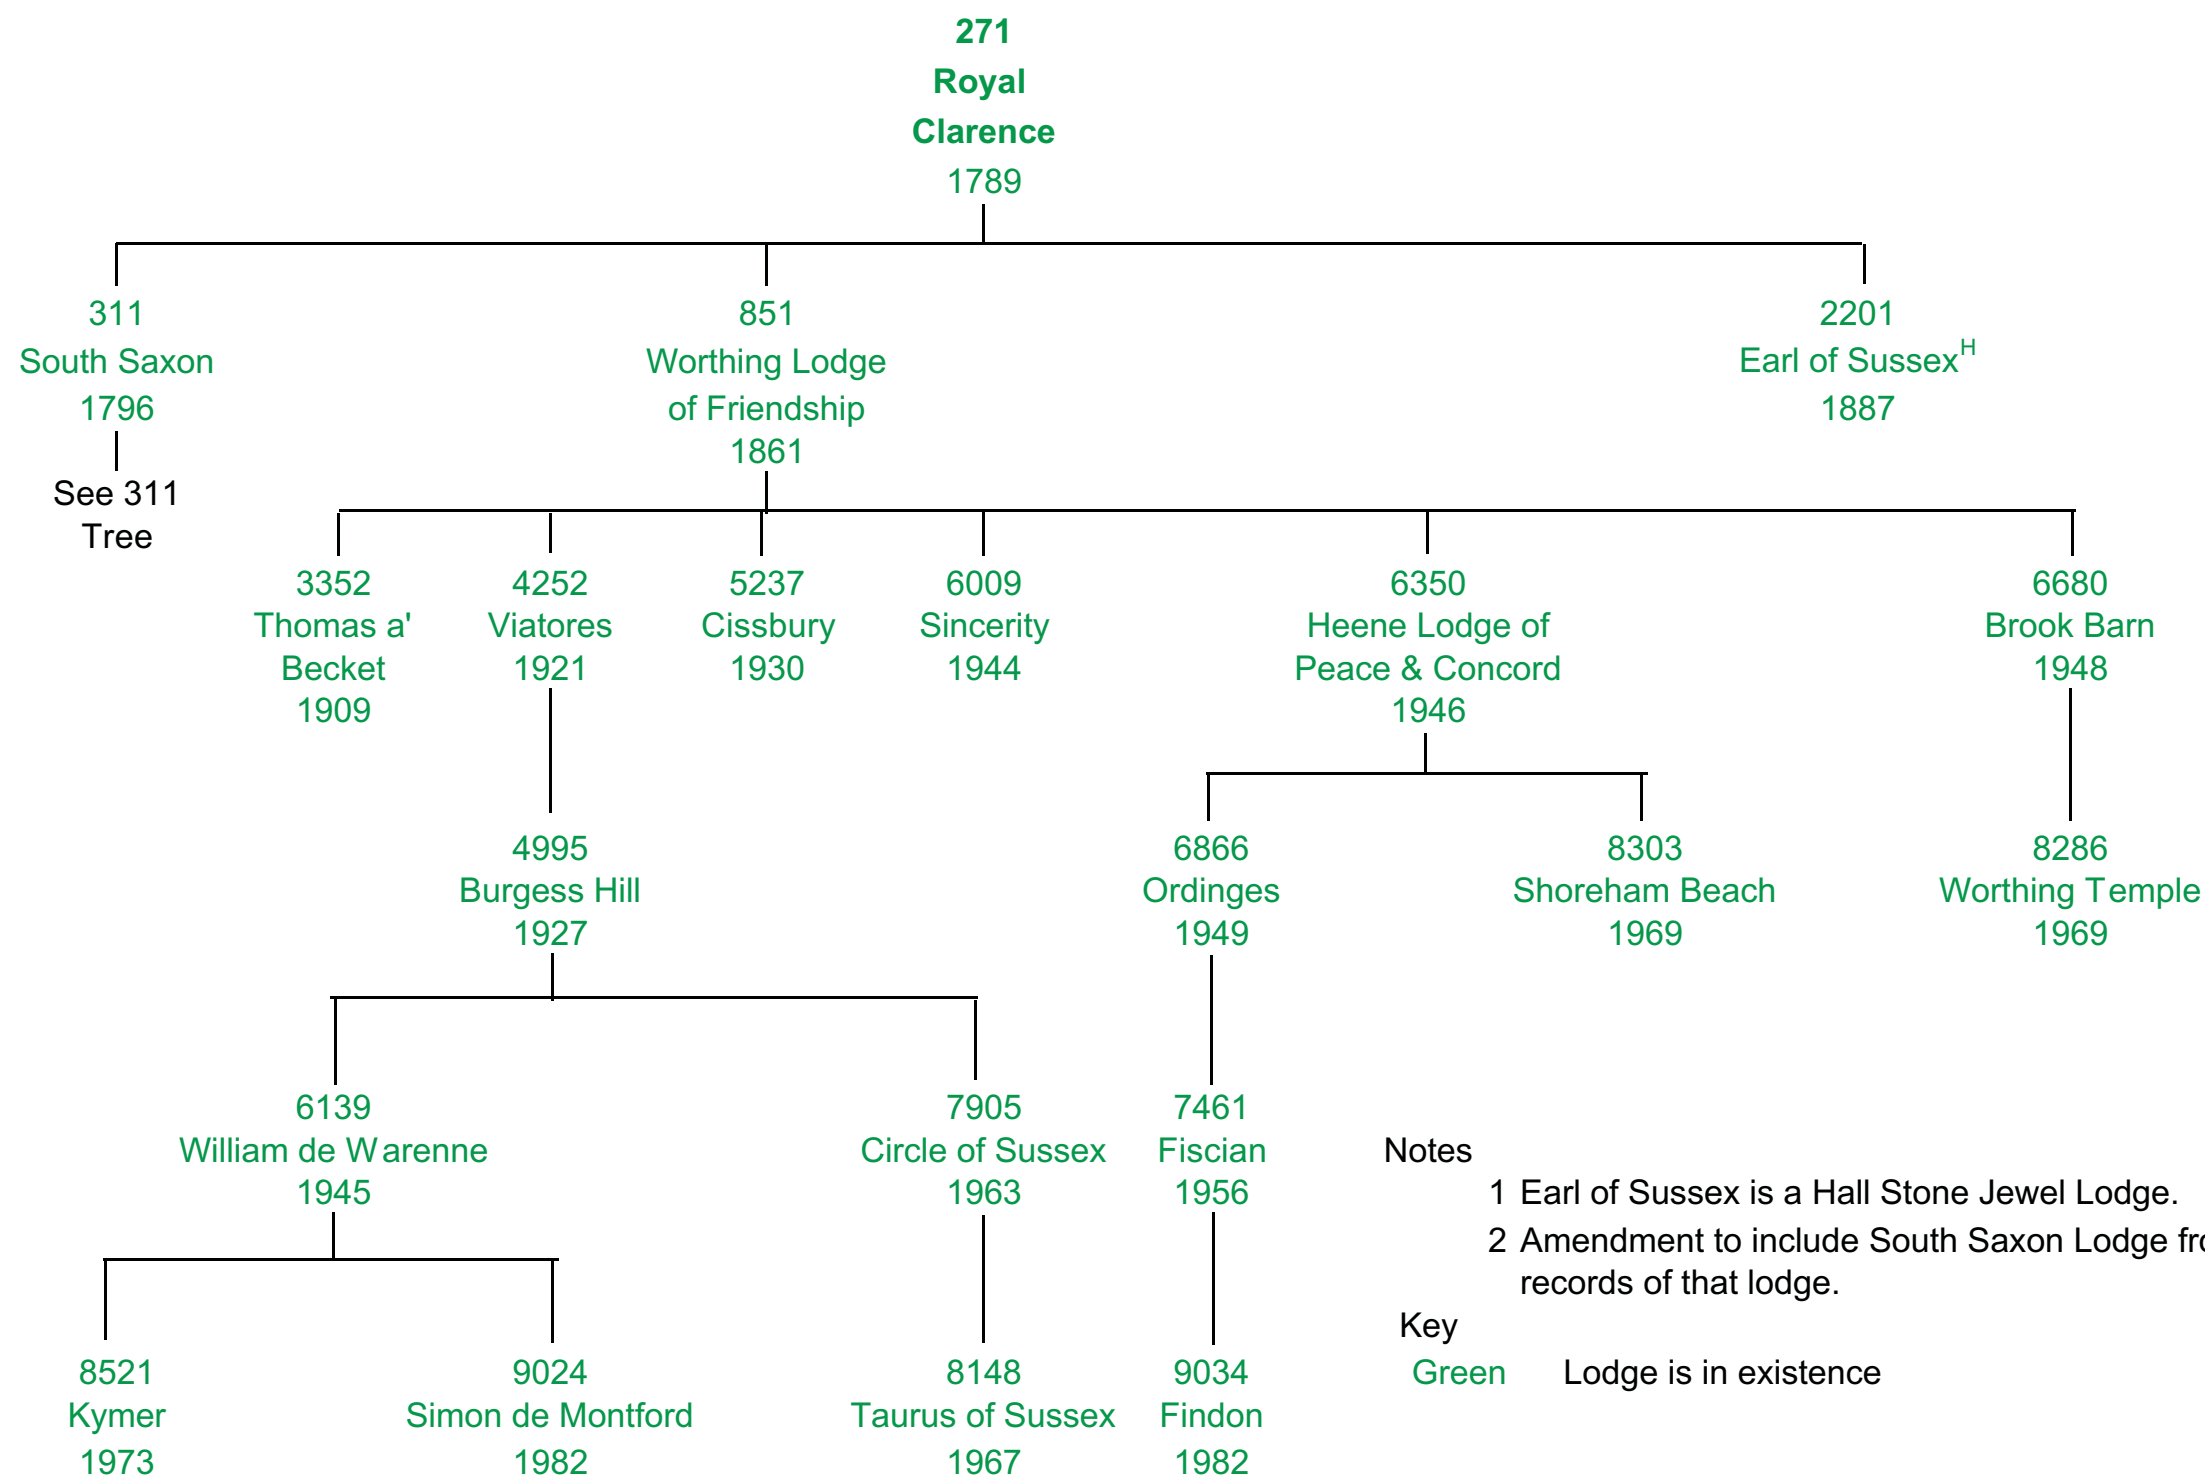 271
Royal
Clarence
1789
311
South Saxon
1796
See 311
Tree
851
Worthing Lodge
of Friendship
1861
2201
Earl of Sussex^H
1887
3352
Thomas a'
Becket
1909
4252
Viatores
1921
5237
Cissbury
1930
6009
Sincerity
1944
6350
Heene Lodge of
Peace & Concord
1946
6680
Brook Barn
1948
4995
Burgess Hill
1927
6866
Ordinges
1949
8303
Shoreham Beach
1969
8286
Worthing Temple
1969
6139
William de Warenne
1945
7905
Circle of Sussex
1963
7461
Fiscian
1956
8521
Kymer
1973
9024
Simon de Montford
1982
8148
Taurus of Sussex
1967
9034
Findon
1982
Notes
1 Earl of Sussex is a Hall Stone Jewel Lodge.
2 Amendment to include South Saxon Lodge
records of that lodge.
Key
Green Lodge is in existence